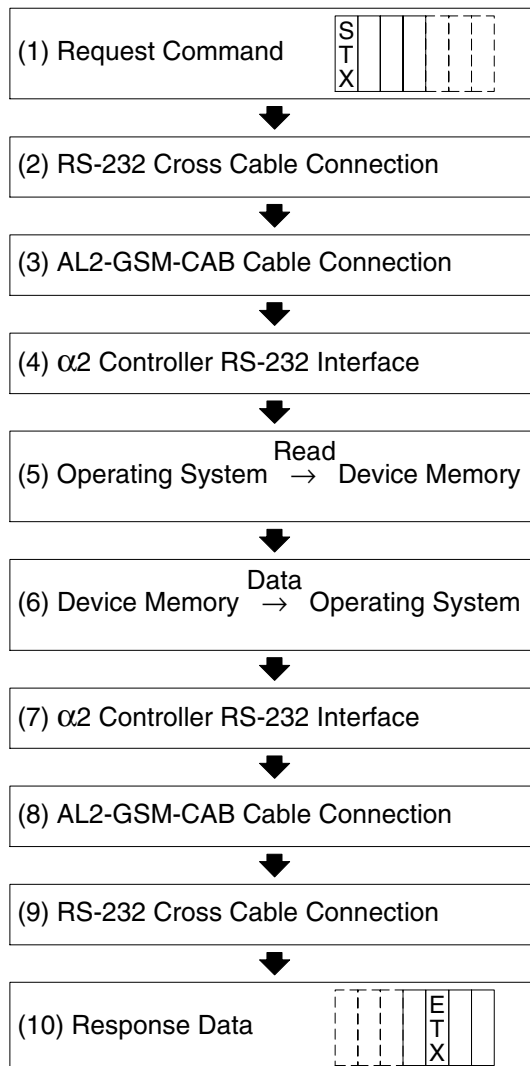 (1) Request Command
S
T
X
(2) RS-232 Cross Cable Connection
(3) AL2-GSM-CAB Cable Connection
(4) α2 Controller RS-232 Interface
Read
(5) Operating System → Device Memory
Data
(6) Device Memory → Operating System
(7) α2 Controller RS-232 Interface
(8) AL2-GSM-CAB Cable Connection
(9) RS-232 Cross Cable Connection
(10) Response Data
E
T
X